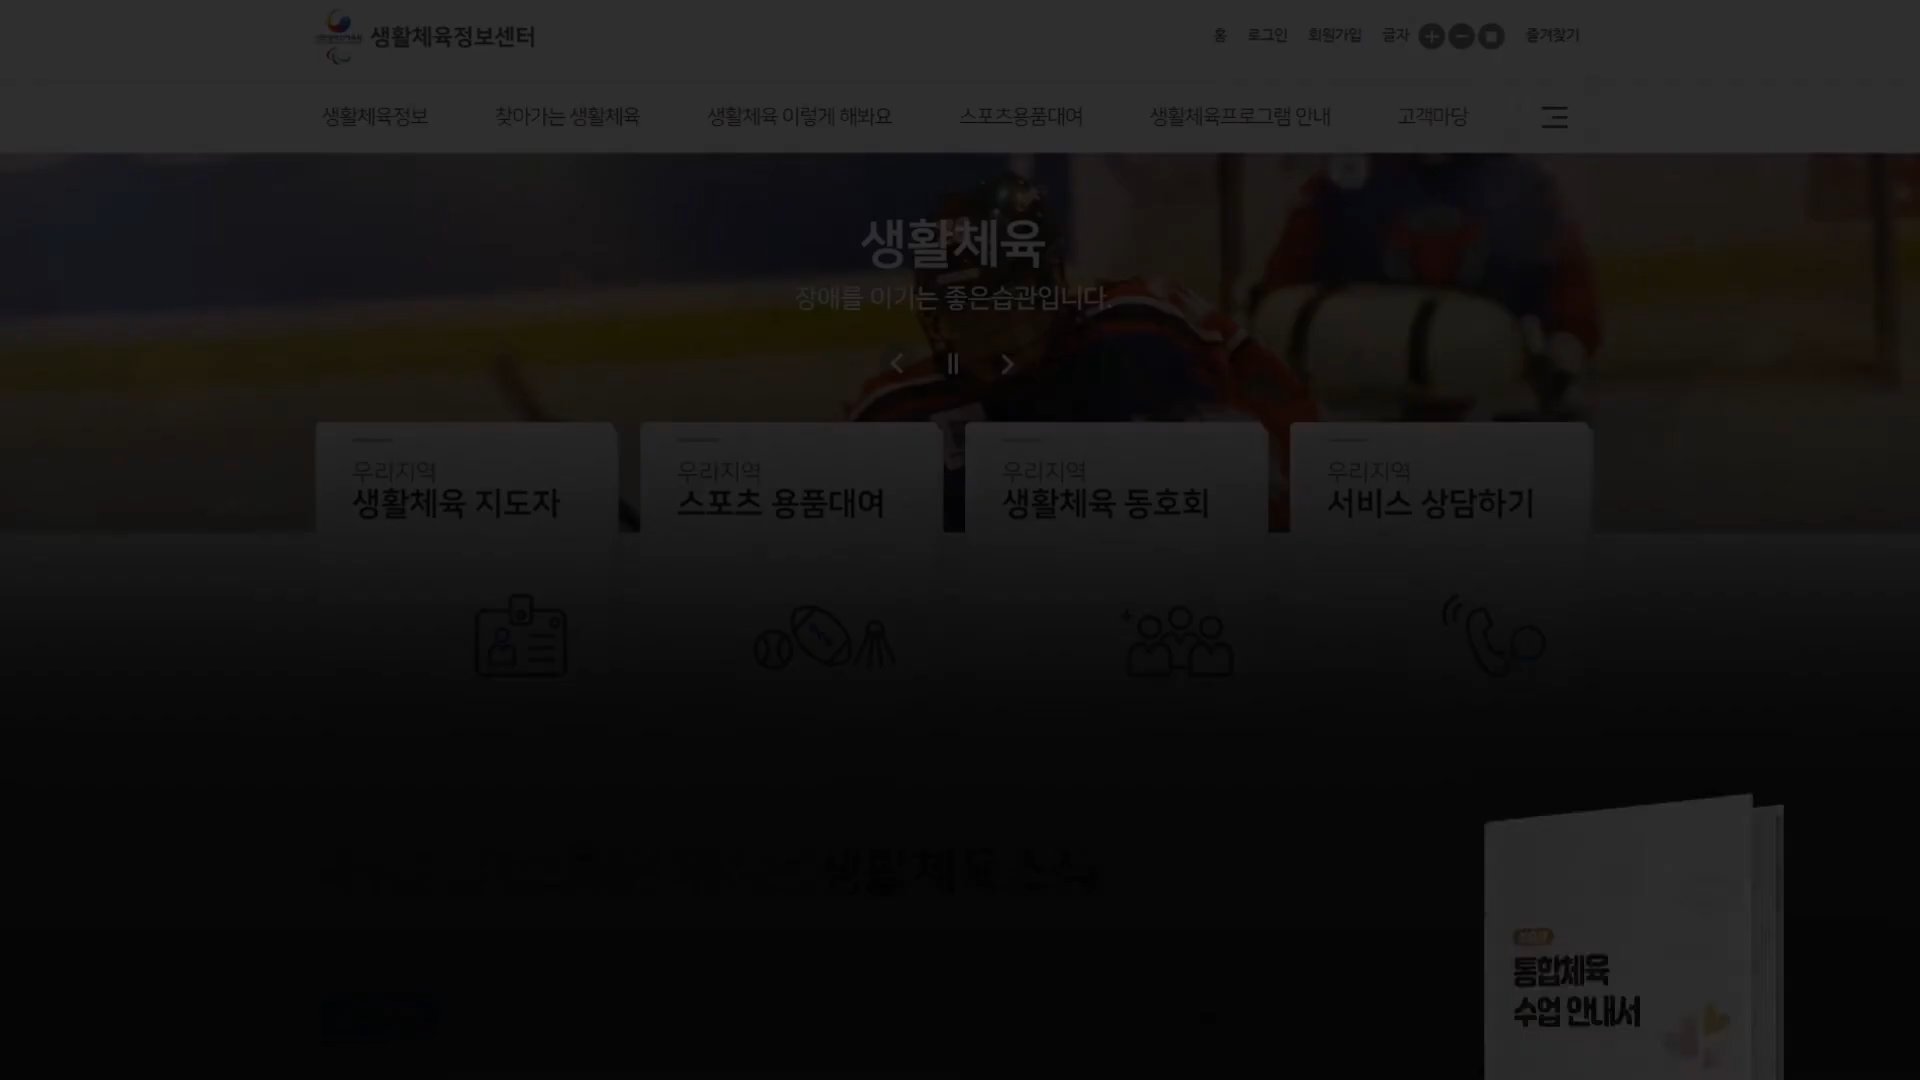 생활체육정보센터
홈 로그인 회원가입 글자 즐겨찾기
생활체육정보 찾아가는 생활체육 생활체육 이렇게 해봐요 스포츠용품대여 생활체육프로그램 안내 고객마당
생활체육
장애를 이기는 좋은습관입니다.
우리지역
생활체육 지도자
우리지역
스포츠 용품대여
우리지역
생활체육 동호회
우리지역
서비스 상담하기
통합체육
수업 안내서